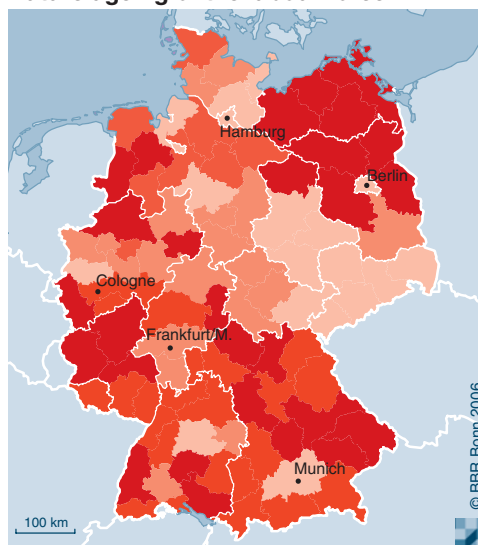 Hamburg
Berlin
Cologne
Frankfurt/M.
Munich
100 km
© BBR Bonn 2006